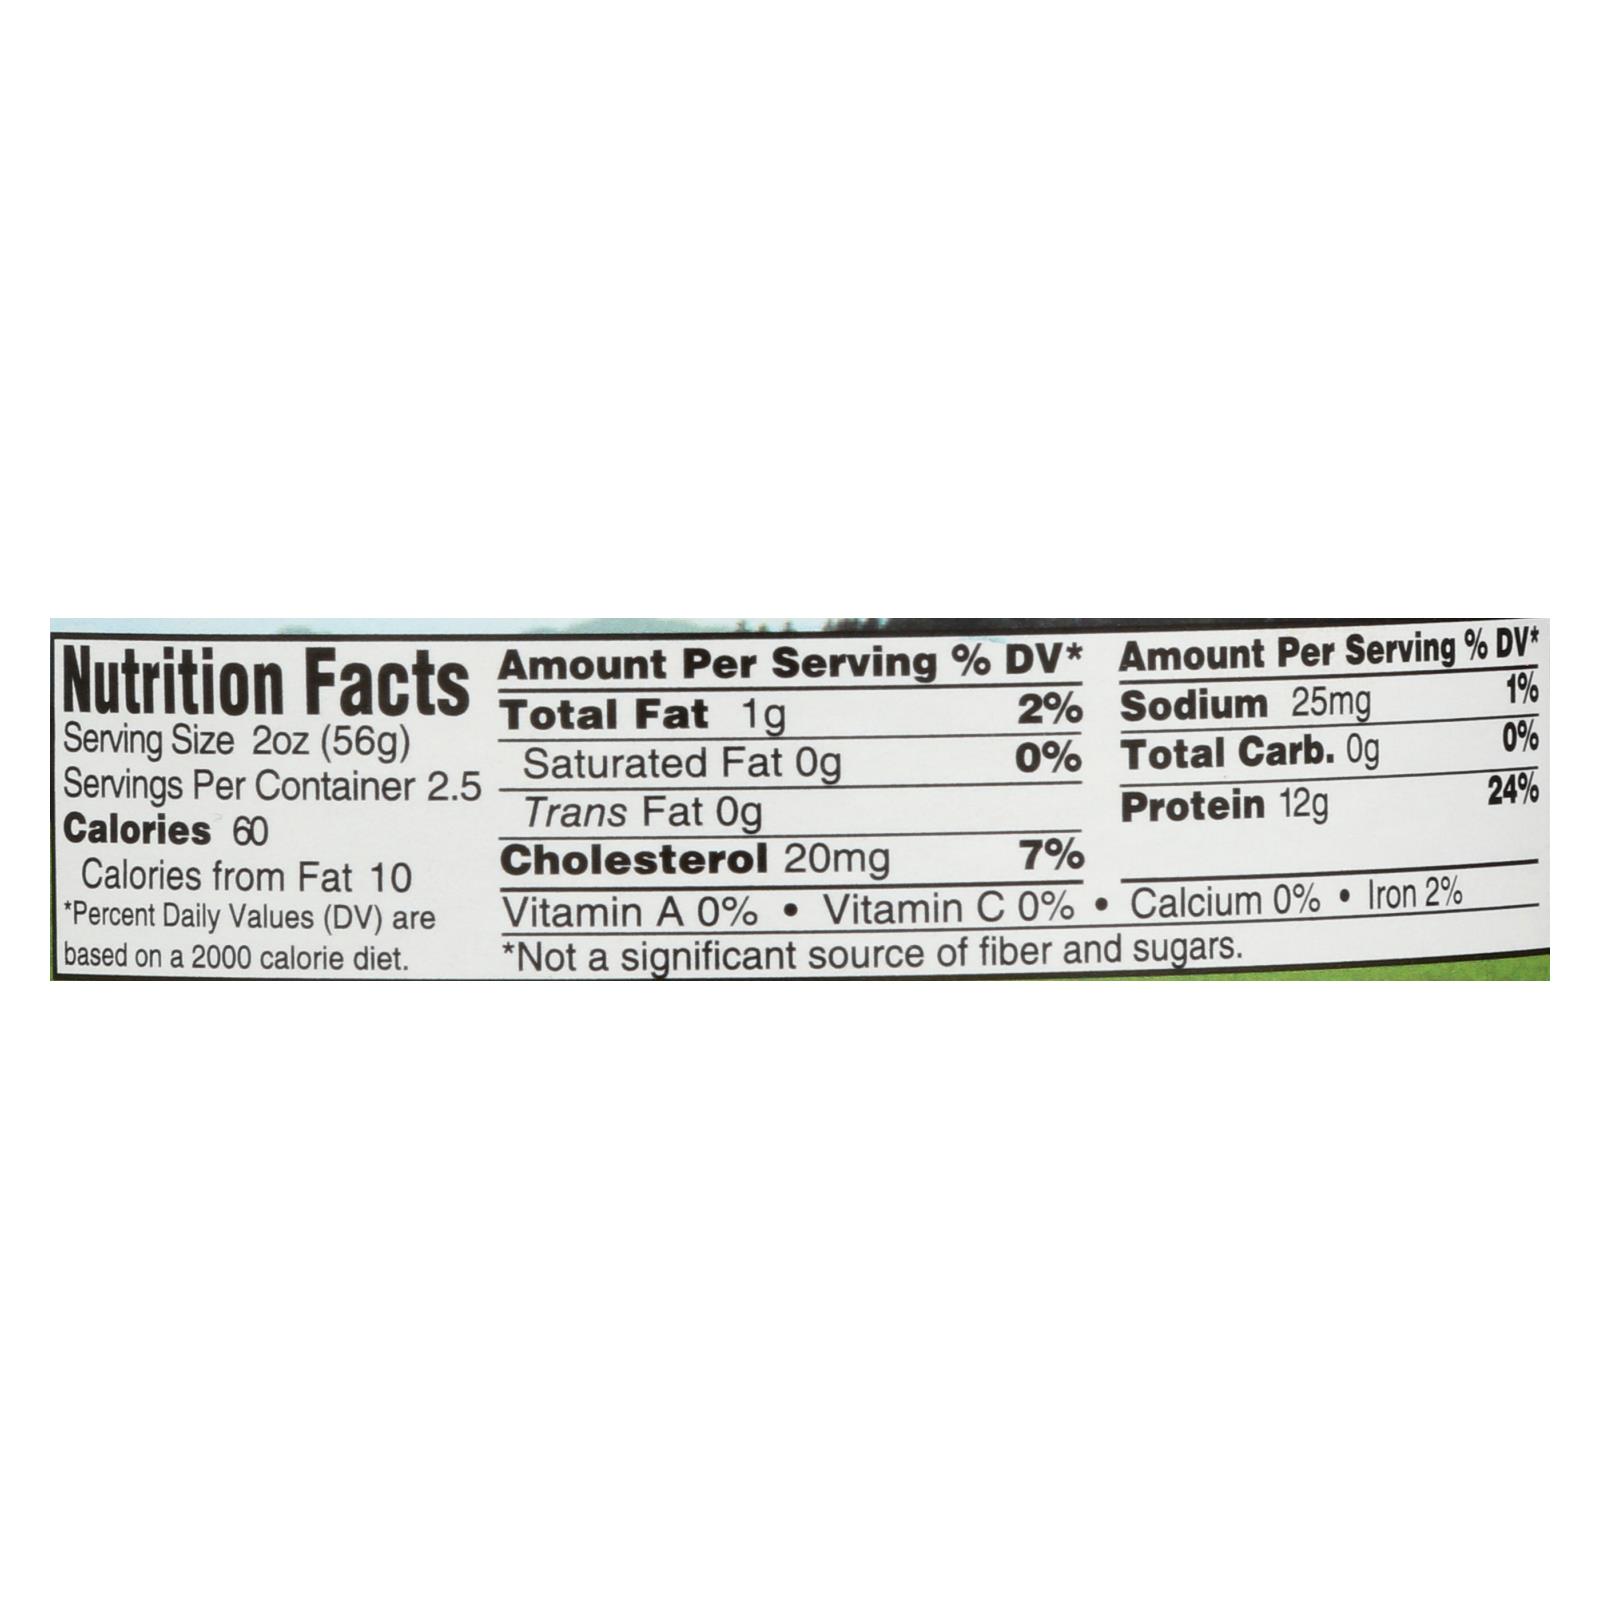 Nutrition Facts
Serving Size 2oz (56g)
Servings Per Container 2.5
Calories 60
Calories from Fat 10
*Percent Daily Values (DV) are
based on a 2000 calorie diet.
Amount Per Serving % DV*
Total Fat 1g 2%
Saturated Fat 0g 0%
Trans Fat 0g
Cholesterol 20mg 7%
Amount Per Serving % DV*
Sodium 25mg 1%
Total Carb. 0g 0%
Protein 12g 24%
Vitamin A 0% • Vitamin C 0% • Calcium 0% • Iron 2%
*Not a significant source of fiber and sugars.